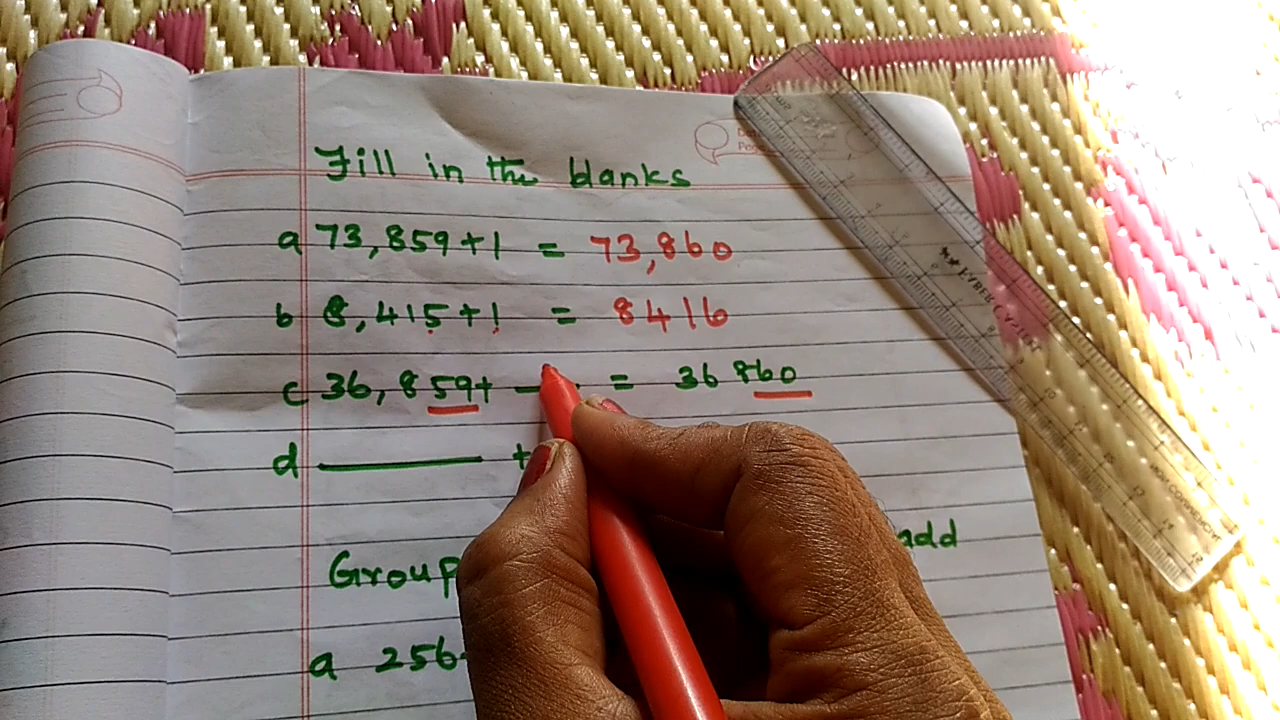 Fill in the blanks
a 73,859+1 = 73,860
b 8,415+1 = 8416
c 36,859+ — = 36 860
d ——— +
Group add
a 256